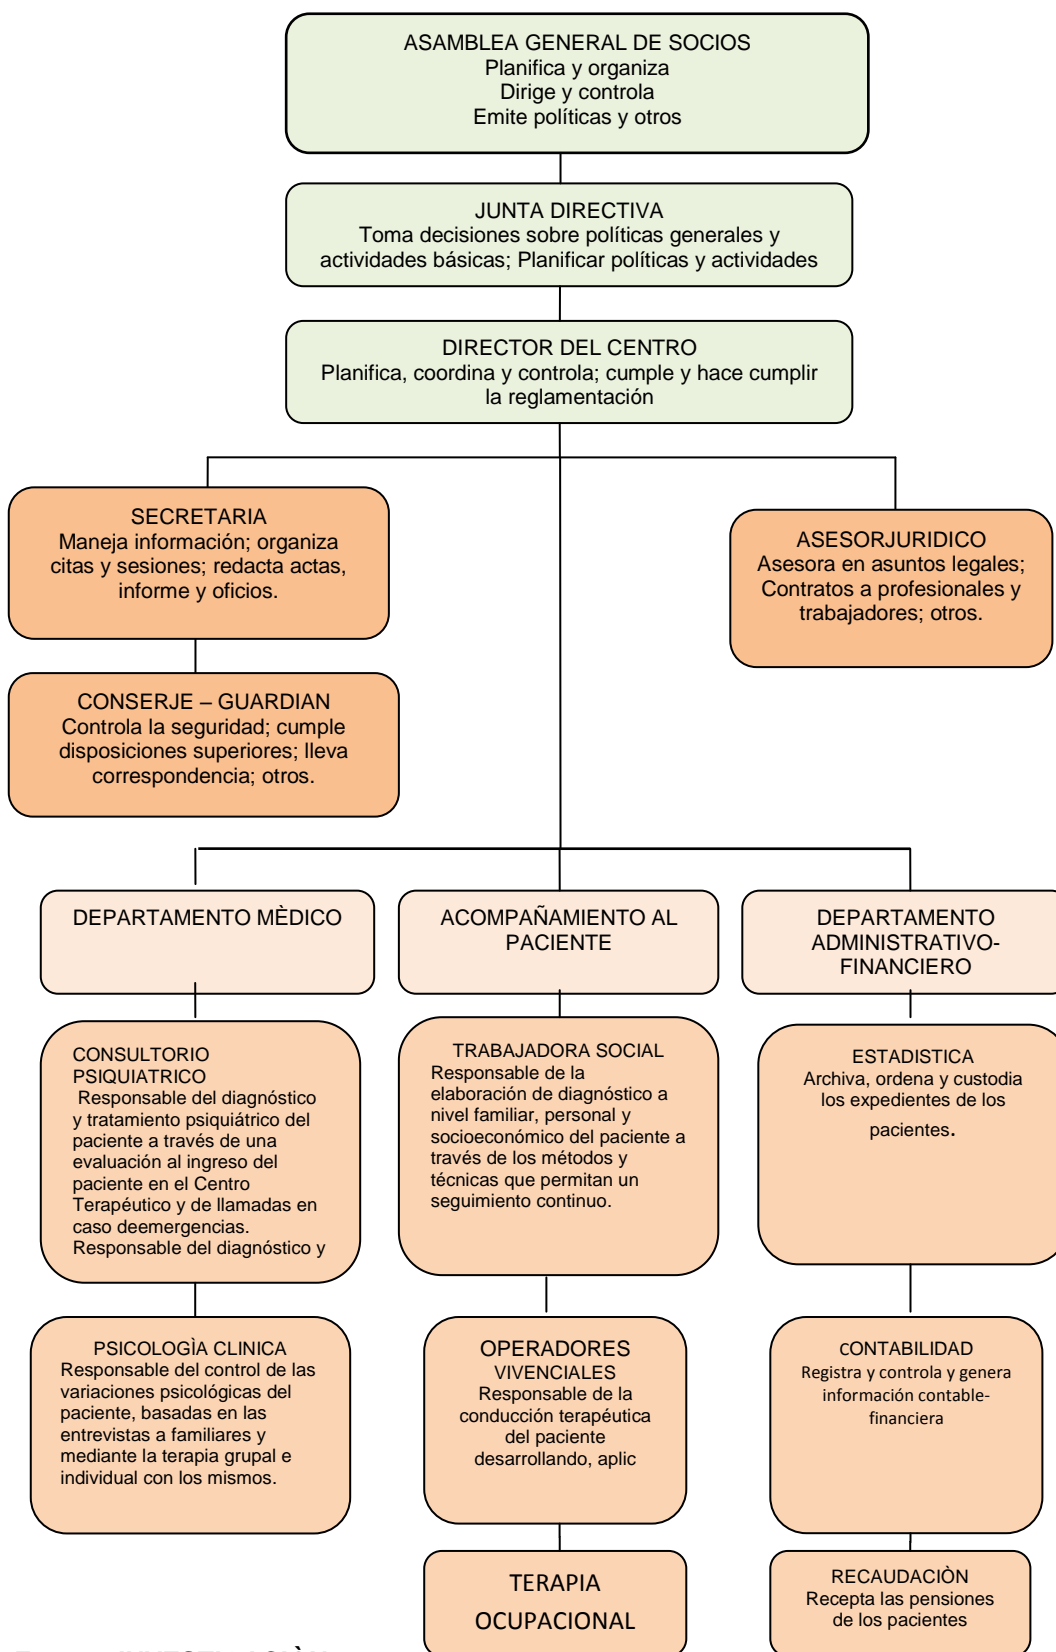 ASAMBLEA GENERAL DE SOCIOS
Planifica y organiza
Dirige y controla
Emite políticas y otros
JUNTA DIRECTIVA
Toma decisiones sobre políticas generales y
actividades básicas; Planificar políticas y actividades
DIRECTOR DEL CENTRO
Planifica, coordina y controla; cumple y hace cumplir
la reglamentación
SECRETARIA
Maneja información; organiza
citas y sesiones; redacta actas,
informe y oficios.
ASESORJURIDICO
Asesora en asuntos legales;
Contratos a profesionales y
trabajadores; otros.
CONSERJE – GUARDIAN
Controla la seguridad; cumple
disposiciones superiores; lleva
correspondencia; otros.
DEPARTAMENTO MÈDICO
ACOMPAÑAMIENTO AL
PACIENTE
DEPARTAMENTO
ADMINISTRATIVO-
FINANCIERO
CONSULTORIO
PSIQUIATRICO
Responsable del diagnóstico
y tratamiento psiquiátrico del
paciente a través de una
evaluación al ingreso del
paciente en el Centro
Terapéutico y de llamadas en
caso deemergencias.
Responsable del diagnóstico y
TRABAJADORA SOCIAL
Responsable de la
elaboración de diagnóstico a
nivel familiar, personal y
socioeconómico del paciente a
través de los métodos y
técnicas que permitan un
seguimiento continuo.
ESTADISTICA
Archiva, ordena y custodia
los expedientes de los
pacientes.
PSICOLOGÌA CLINICA
Responsable del control de las
variaciones psicológicas del
paciente, basadas en las
entrevistas a familiares y
mediante la terapia grupal e
individual con los mismos.
OPERADORES
VIVENCIALES
Responsable de la
conducción terapéutica
del paciente
desarrollando, aplic
cONTABILIDAD
Registra y controla y genera
información contable-
financiera
TERAPIA
OCUPACIONAL
RECAUDACIÒN
Recepta las pensiones
de los pacientes